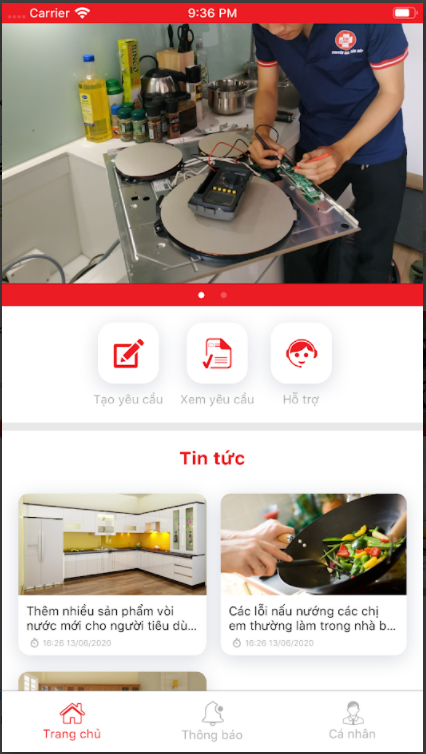 Carrier 9:36 PM
Tạo yêu cầu Xem yêu cầu Hỗ trợ
Tin tức
Thêm nhiều sản phẩm vòi
nước mới cho người tiêu dù...
16:26 13/06/2020
Các lỗi nấu nướng các chị
em thường làm trong nhà b...
16:26 13/06/2020
Trang chủ Thông báo Cá nhân